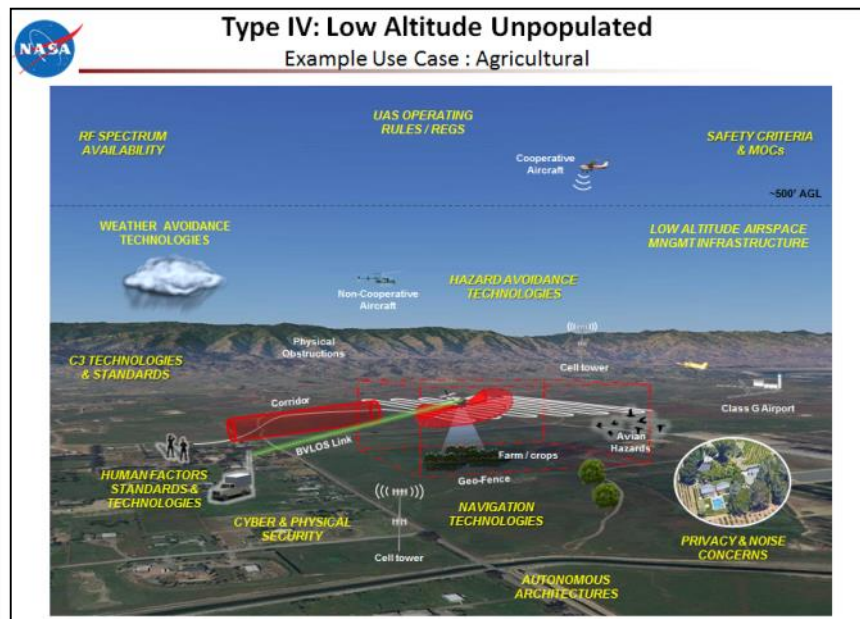 NASA
Type IV: Low Altitude Unpopulated
Example Use Case : Agricultural
UAS OPERATING
RULES / REGS
RF SPECTRUM
AVAILABILITY
SAFETY CRITERIA
& MOCs
Cooperative
Aircraft
~500' AGL
WEATHER AVOIDANCE
TECHNOLOGIES
LOW ALTITUDE AIRSPACE
MNGMT INFRASTRUCTURE
Non-Cooperative
Aircraft
HAZARD AVOIDANCE
TECHNOLOGIES
Physical
Obstructions
C3 TECHNOLOGIES
& STANDARDS
Cell tower
Corridor
Class G Airport
BVLOS Link
Avian
Hazards
Farm / crops
Geo-Fence
HUMAN FACTORS
STANDARDS &
TECHNOLOGIES
CYBER & PHYSICAL
SECURITY
NAVIGATION
TECHNOLOGIES
PRIVACY & NOISE
CONCERNS
Cell tower
AUTONOMOUS
ARCHITECTURES